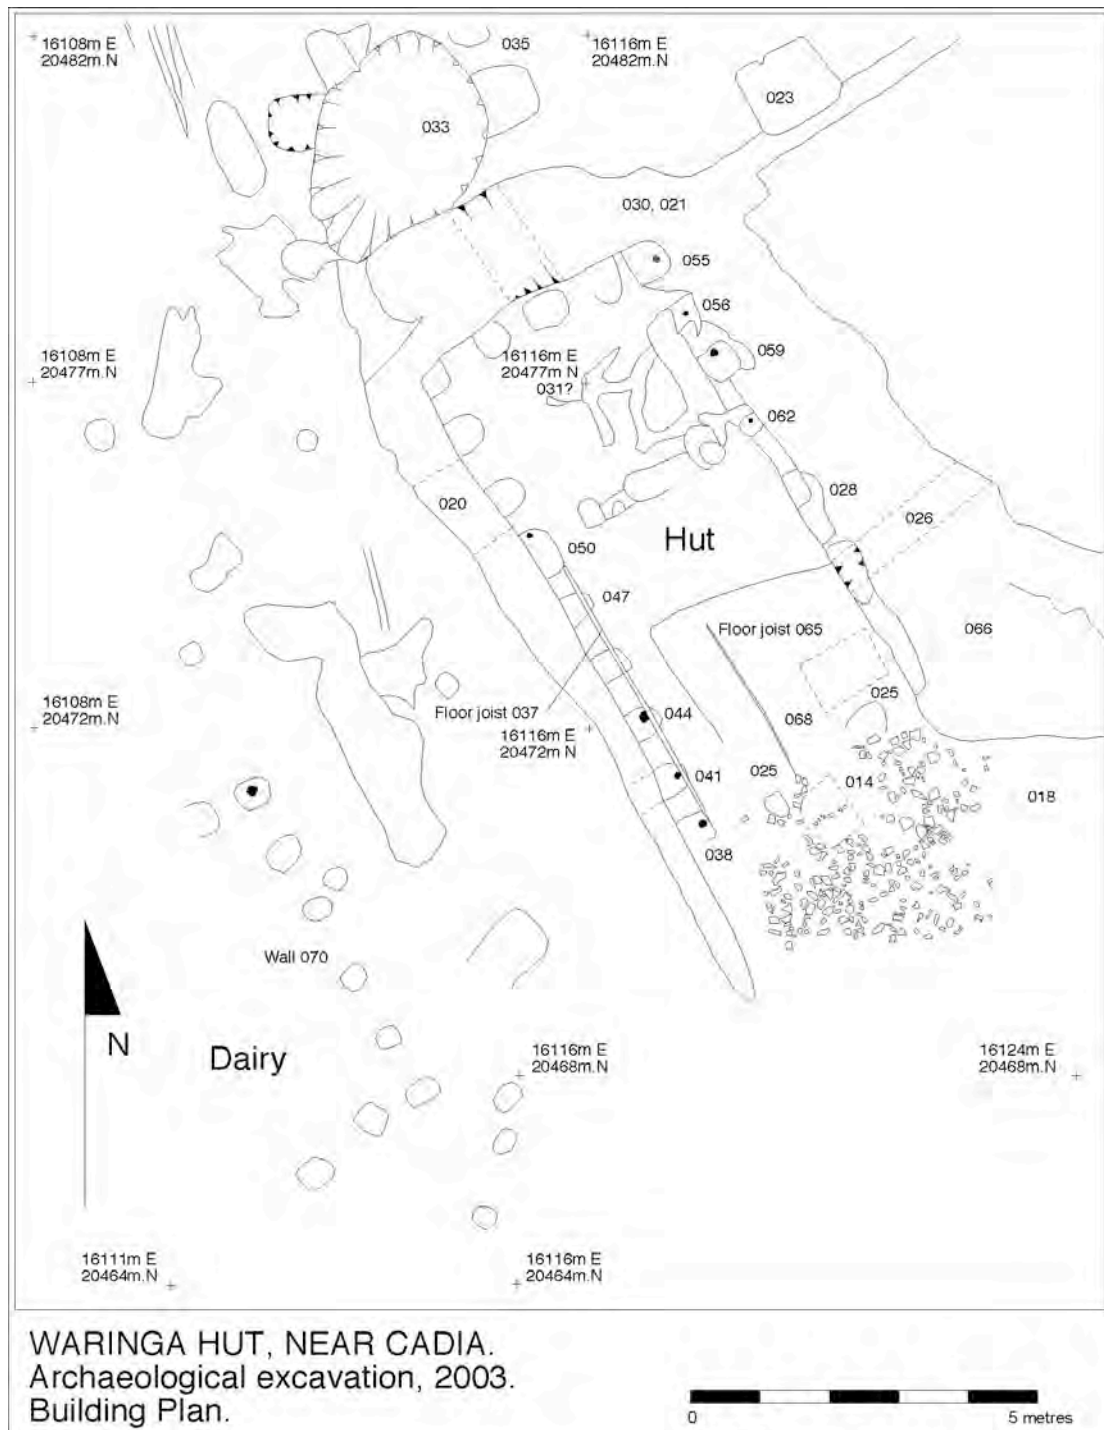 16108m E
20482m.N
035
16116m E
20482m.N
023
033
030, 021
055
056
16108m E
20477m.N
16116m E
20477m N
031?
059
062
020
028
026
050
Hut
047
Floor joist 065
066
16108m E
20472m N
Floor joist 037
16116m E
20472m N
044
068
025
041
025
014
018
038
Wall 070
N
Dairy
16116m E
20468m.N
16124m E
20468m.N
16111m E
20464m.N
16116m E
20464m.N
WARINGA HUT, NEAR CADIA.
Archaeological excavation, 2003.
Building Plan.
0
5 metres